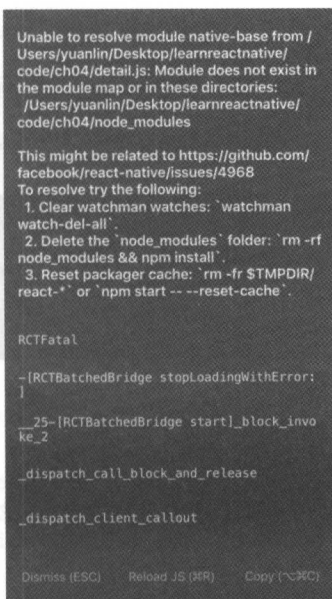 Unable to resolve module native-base from /
Users/yuanlin/Desktop/learnreactnative/
code/ch04/detail.js: Module does not exist in
the module map or in these directories:
/Users/yuanlin/Desktop/learnreactnative/
code/ch04/node_modules
This might be related to https://github.com/
facebook/react-native/issues/4968
To resolve try the following:
1. Clear watchman watches: `watchman
watch-del-all`.
2. Delete the `node_modules` folder: `rm -rf
node_modules && npm install`.
3. Reset packager cache: `rm -fr $TMPDIR/
react-*` or `npm start -- --reset-cache`.
RCTFatal
-[RCTBatchedBridge stopLoadingWithError:
]
__25-[RCTBatchedBridge start]_block_invo
ke_2
_dispatch_call_block_and_release
_dispatch_client_callout
Dismiss (ESC) Reload JS (⌘R) Copy (⌥⌘C)